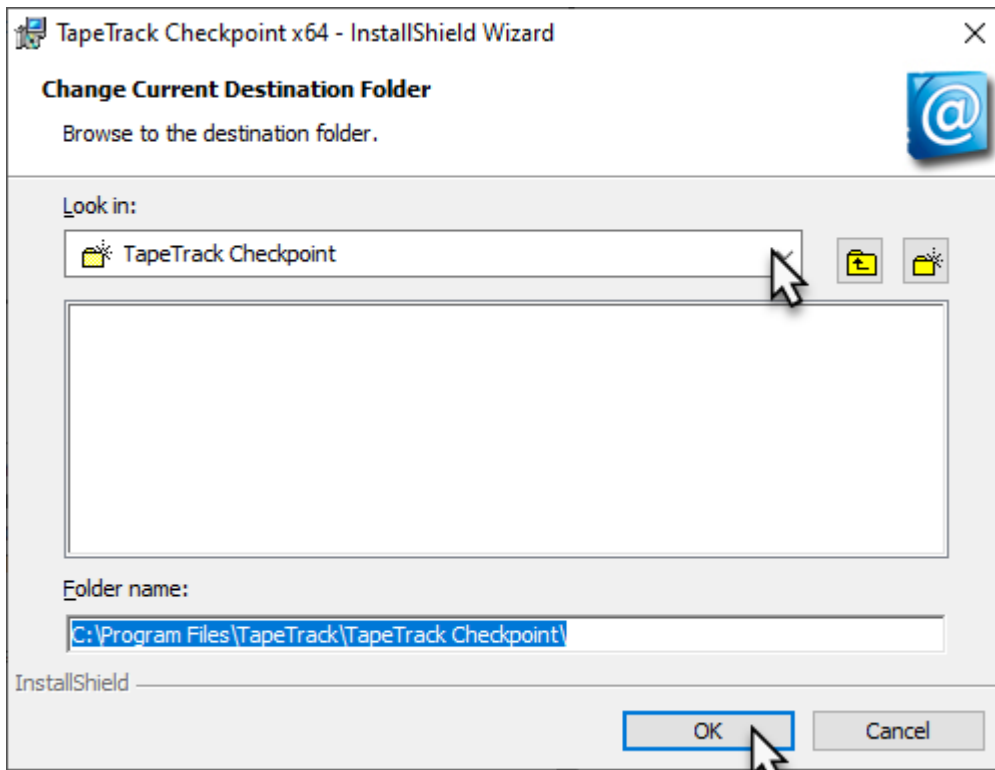 TapeTrack Checkpoint x64 - InstallShield Wizard
Change Current Destination Folder
Browse to the destination folder.
Look in:
TapeTrack Checkpoint
Folder name:
C:\Program Files\TapeTrack\TapeTrack Checkpoint\
InstallShield
OK Cancel